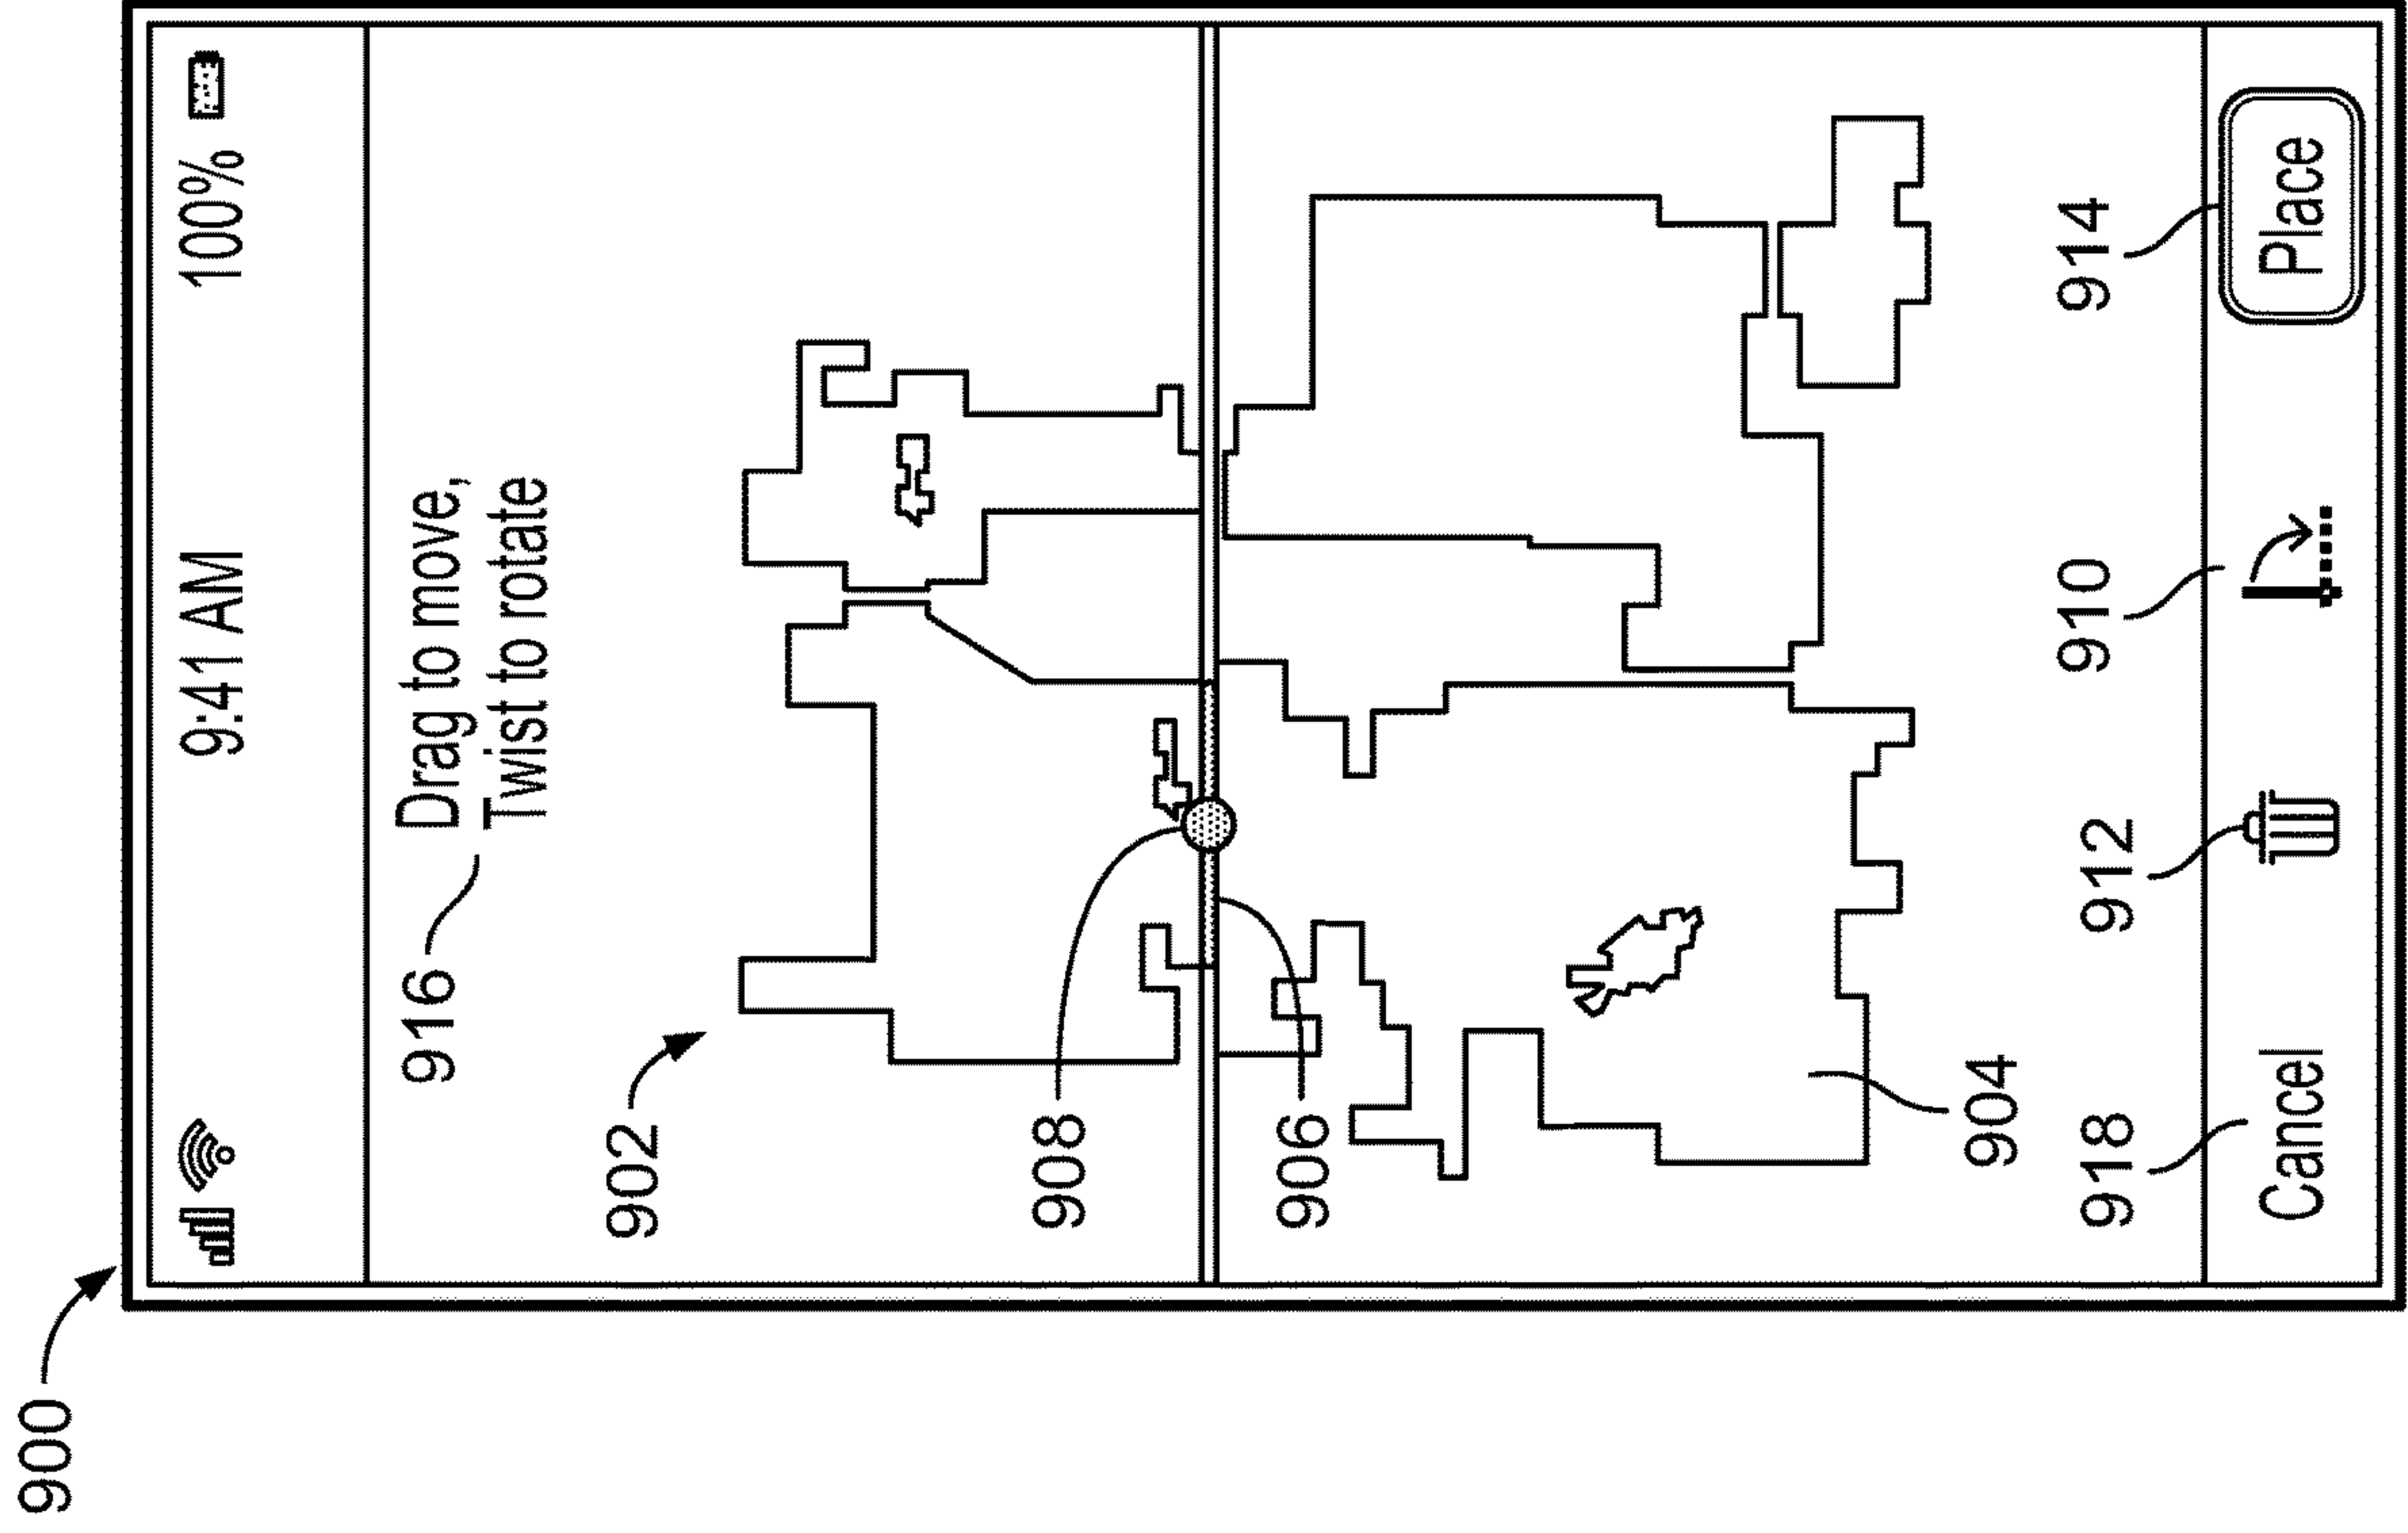 900
9:41 AM
100%
916
Drag to move,
Twist to rotate
902
908
906
904
918
912
910
914
Cancel
Place